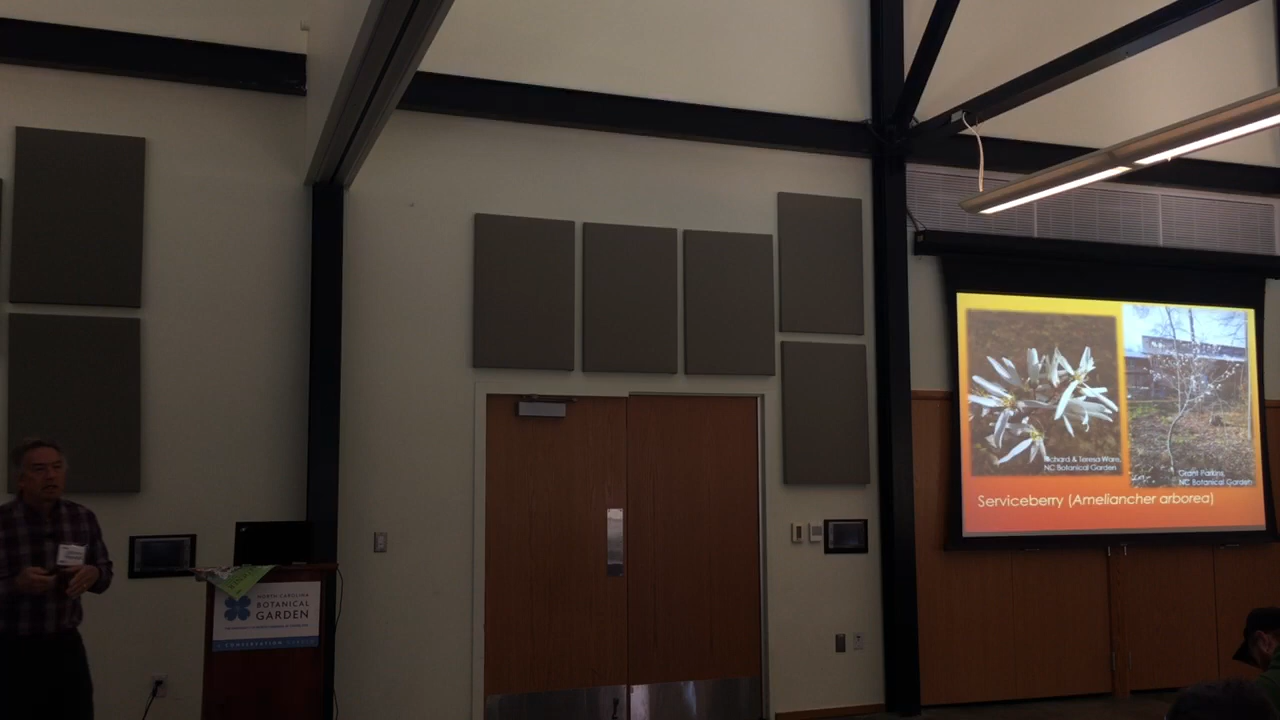 NORTH CAROLINA
BOTANICAL
GARDEN
Richard & Teresa Ware,
NC Botanical Garden
Grant Parkins,
NC Botanical Garden
Serviceberry (Ameliancher arborea)